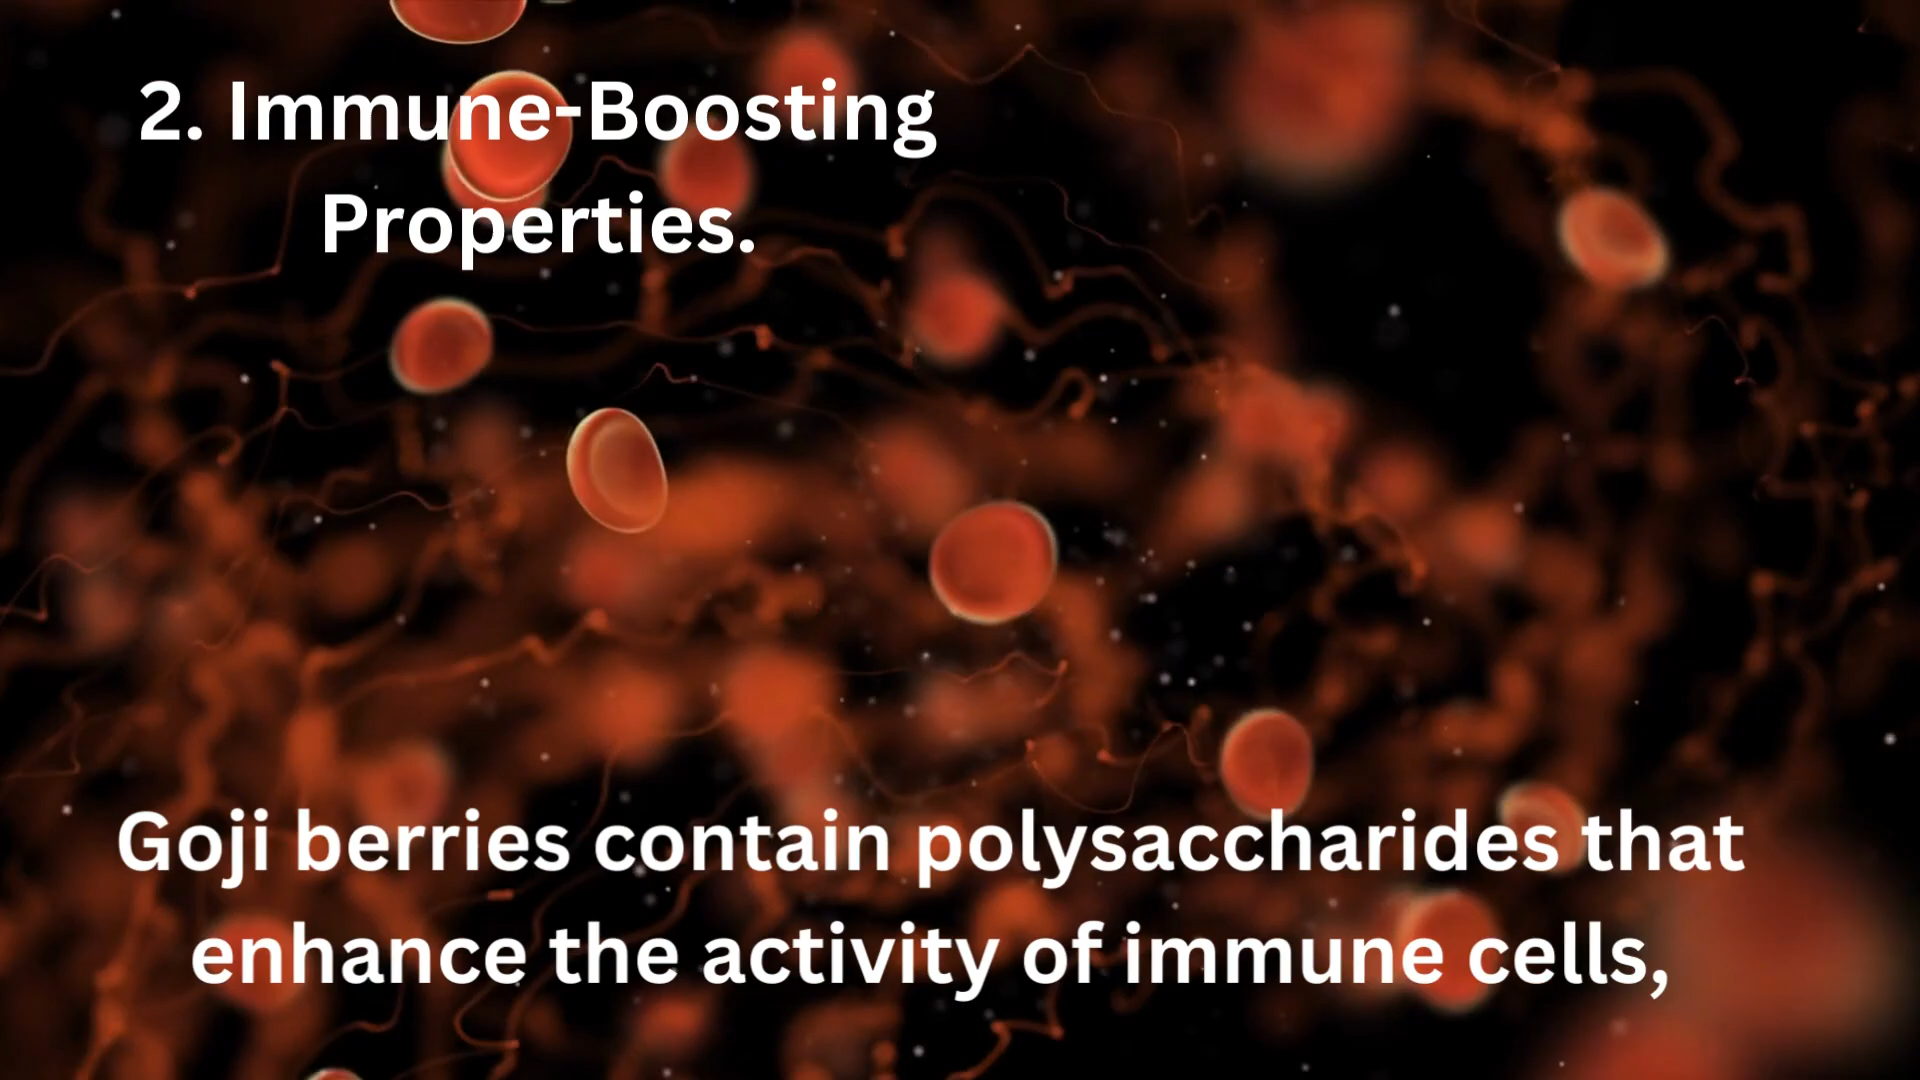 2. Immune-Boosting
Properties.
Goji berries contain polysaccharides that
enhance the activity of immune cells,